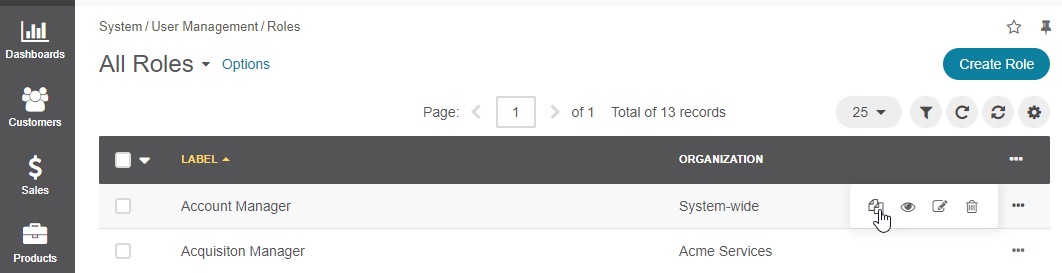 System / User Management / Roles
All Roles Options
Create Role
Page: 1 of 1 Total of 13 records
25
LABEL ORGANIZATION
Account Manager System-wide
Acquisiton Manager Acme Services
Dashboards
Customers
Sales
Products